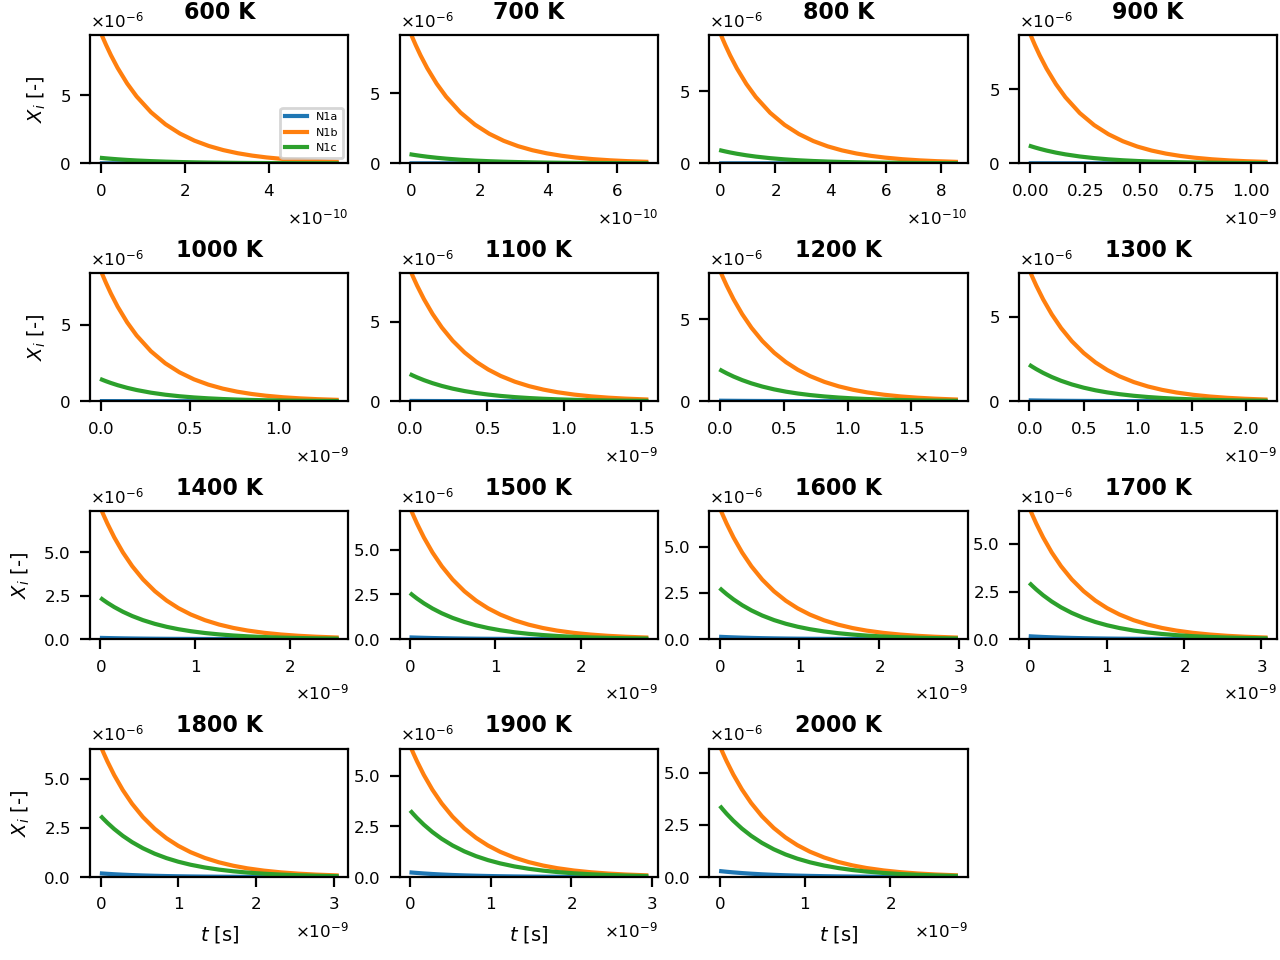 600 K 700 K 800 K 900 K
×10⁻⁶ ×10⁻⁶ ×10⁻⁶ ×10⁻⁶
X_i [-]
5 5 5 5
N1a
N1b
N1c
0 0 0 0
0 2 4 0 2 4 6 0 2 4 6 8 0.00 0.25 0.50 0.75 1.00
×10⁻¹⁰ ×10⁻¹⁰ ×10⁻¹⁰ ×10⁻⁹
1000 K 1100 K 1200 K 1300 K
×10⁻⁶ ×10⁻⁶ ×10⁻⁶ ×10⁻⁶
X_i [-]
5 5 5 5
0 0 0 0
0.0 0.5 1.0 0.0 0.5 1.0 1.5 0.0 0.5 1.0 1.5 0.0 0.5 1.0 1.5 2.0
×10⁻⁹ ×10⁻⁹ ×10⁻⁹ ×10⁻⁹
1400 K 1500 K 1600 K 1700 K
×10⁻⁶ ×10⁻⁶ ×10⁻⁶ ×10⁻⁶
X_i [-]
5.0 5.0 5.0 5.0
2.5 2.5 2.5 2.5
0.0 0.0 0.0 0.0
0 1 2 0 1 2 0 1 2 3 0 1 2 3
×10⁻⁹ ×10⁻⁹ ×10⁻⁹ ×10⁻⁹
1800 K 1900 K 2000 K
×10⁻⁶ ×10⁻⁶ ×10⁻⁶
X_i [-]
5.0 5.0 5.0
2.5 2.5 2.5
0.0 0.0 0.0
0 1 2 3 0 1 2 3 0 1 2
t [s] ×10⁻⁹ t [s] ×10⁻⁹ t [s] ×10⁻⁹